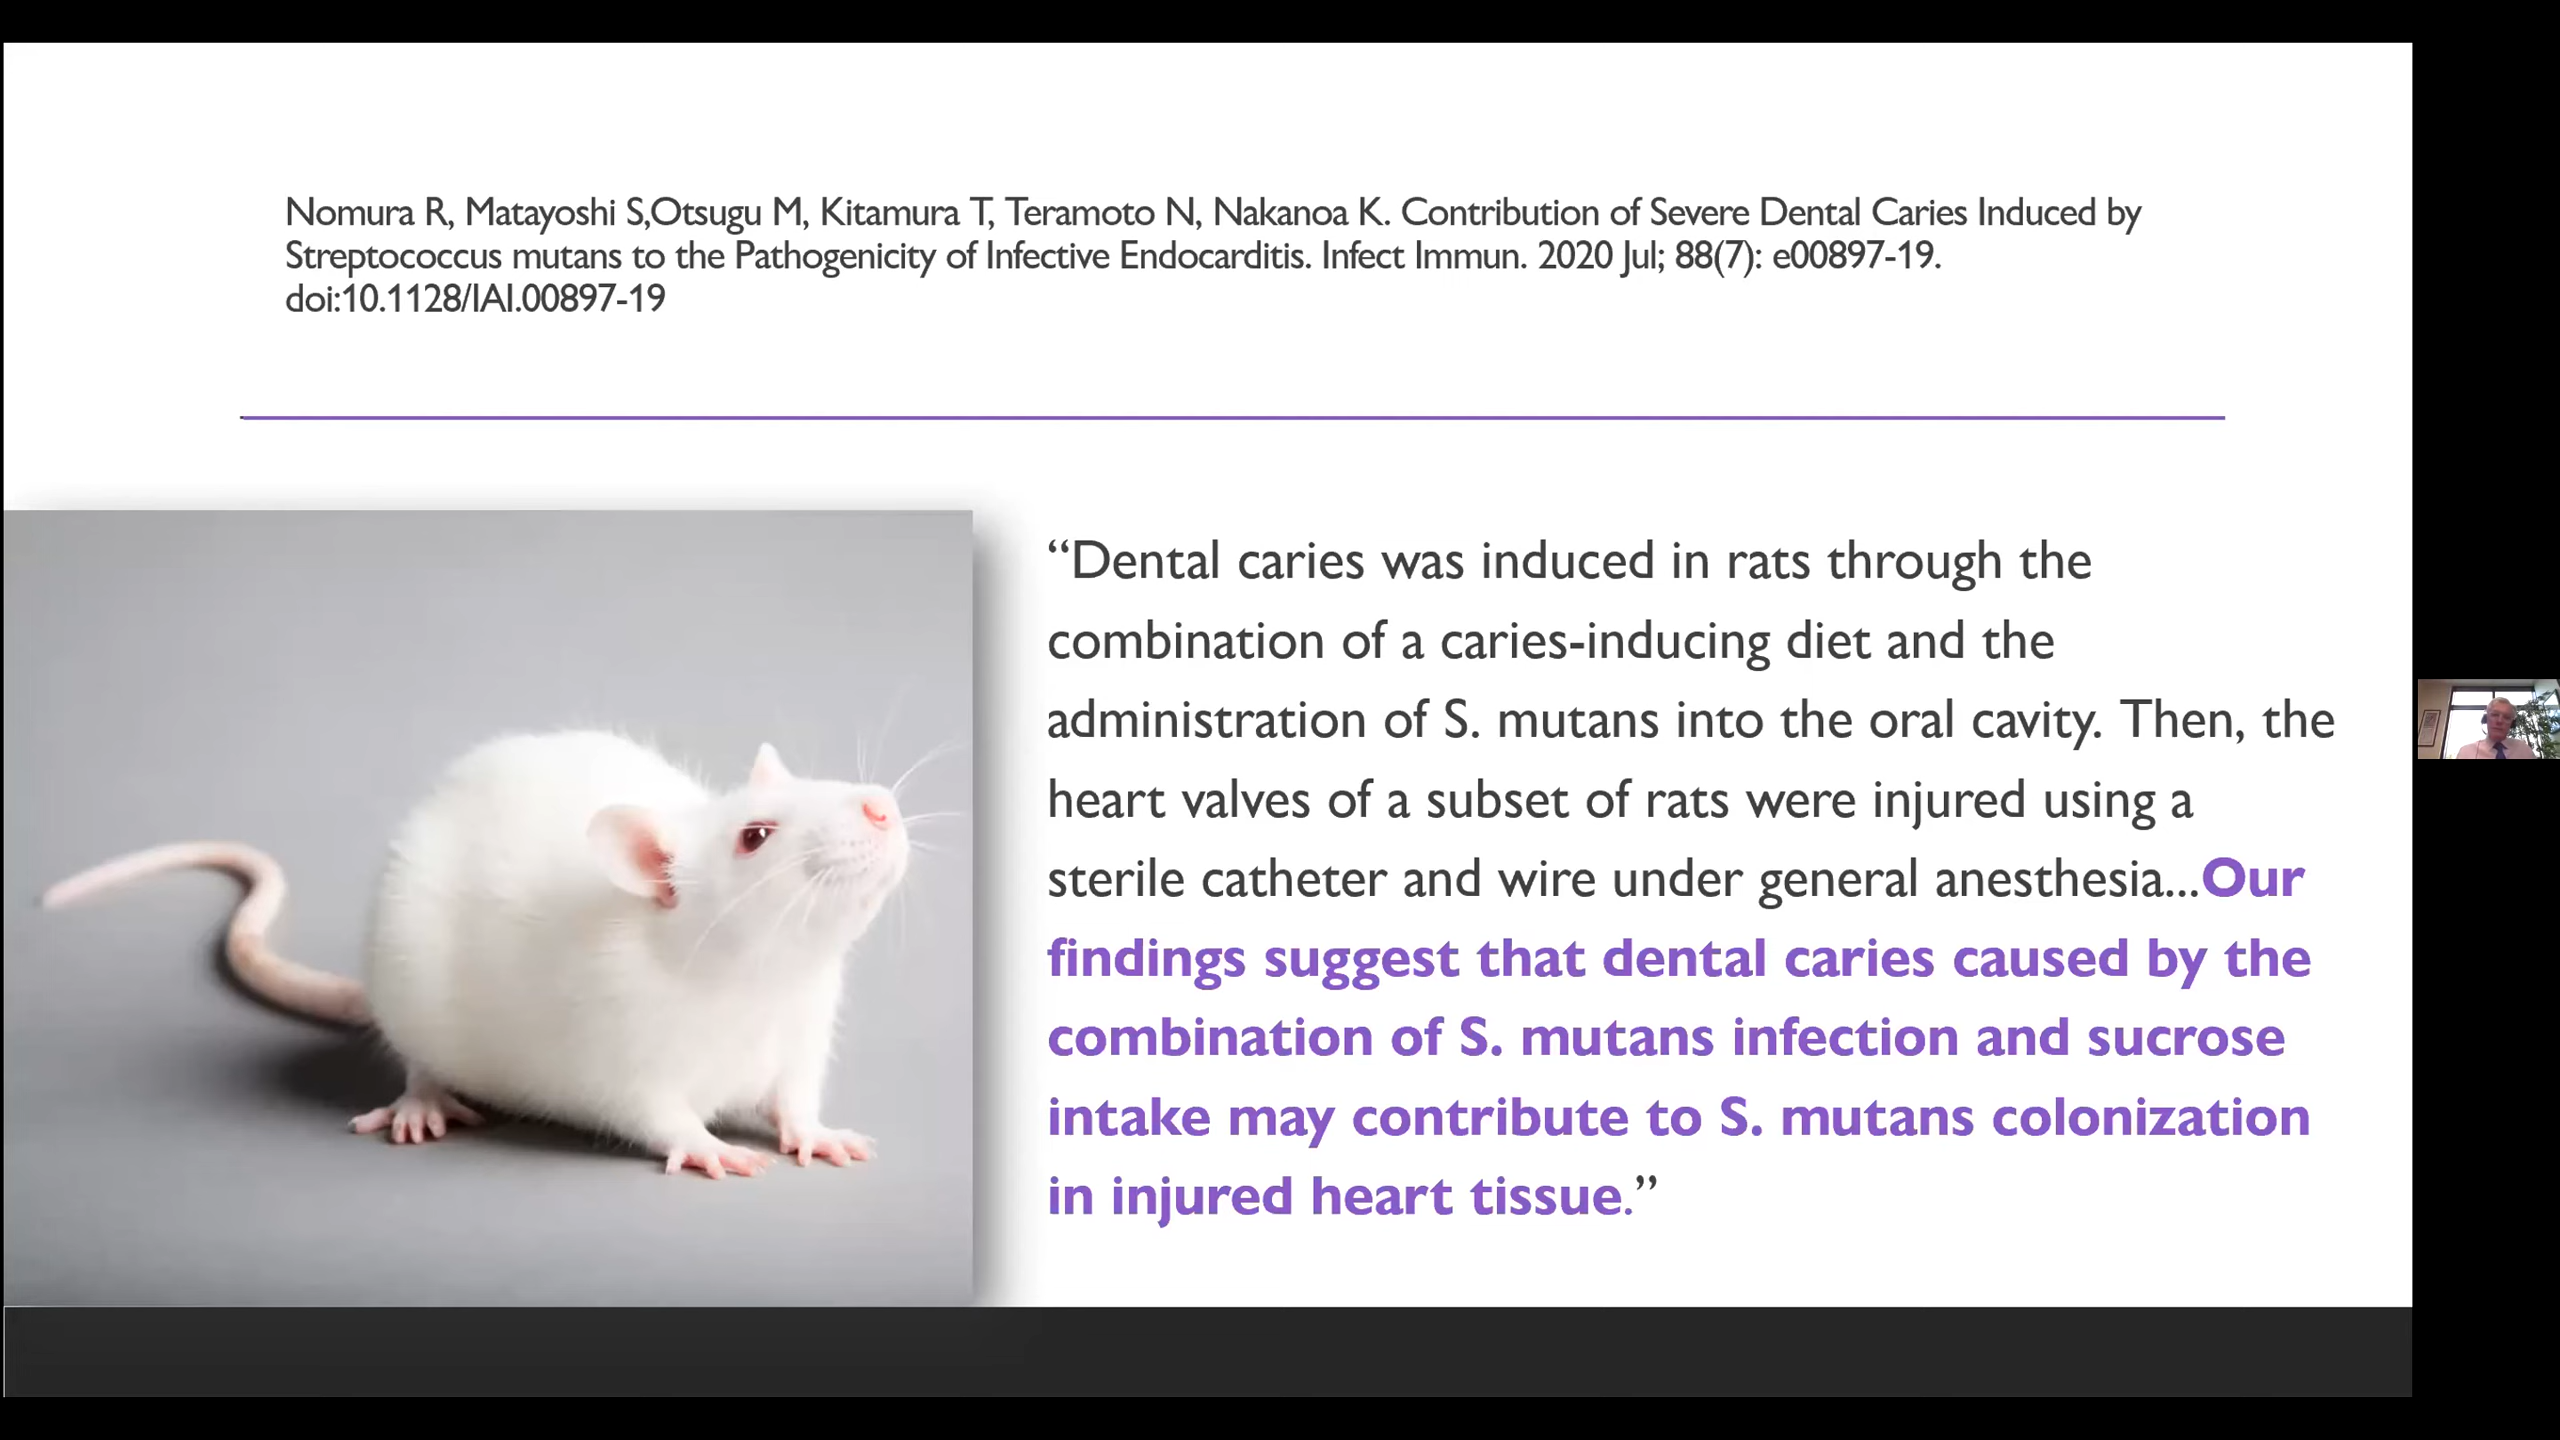 Nomura R, Matayoshi S,Otsugu M, Kitamura T, Teramoto N, Nakanoa K. Contribution of Severe Dental Caries Induced by
Streptococcus mutans to the Pathogenicity of Infective Endocarditis. Infect Immun. 2020 Jul; 88(7): e00897-19.
doi:10.1128/IAI.00897-19
“Dental caries was induced in rats through the
combination of a caries-inducing diet and the
administration of S. mutans into the oral cavity. Then, the
heart valves of a subset of rats were injured using a
sterile catheter and wire under general anesthesia...Our
findings suggest that dental caries caused by the
combination of S. mutans infection and sucrose
intake may contribute to S. mutans colonization
in injured heart tissue.”